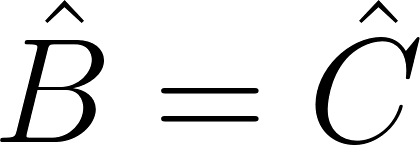 B̂ = Ĉ